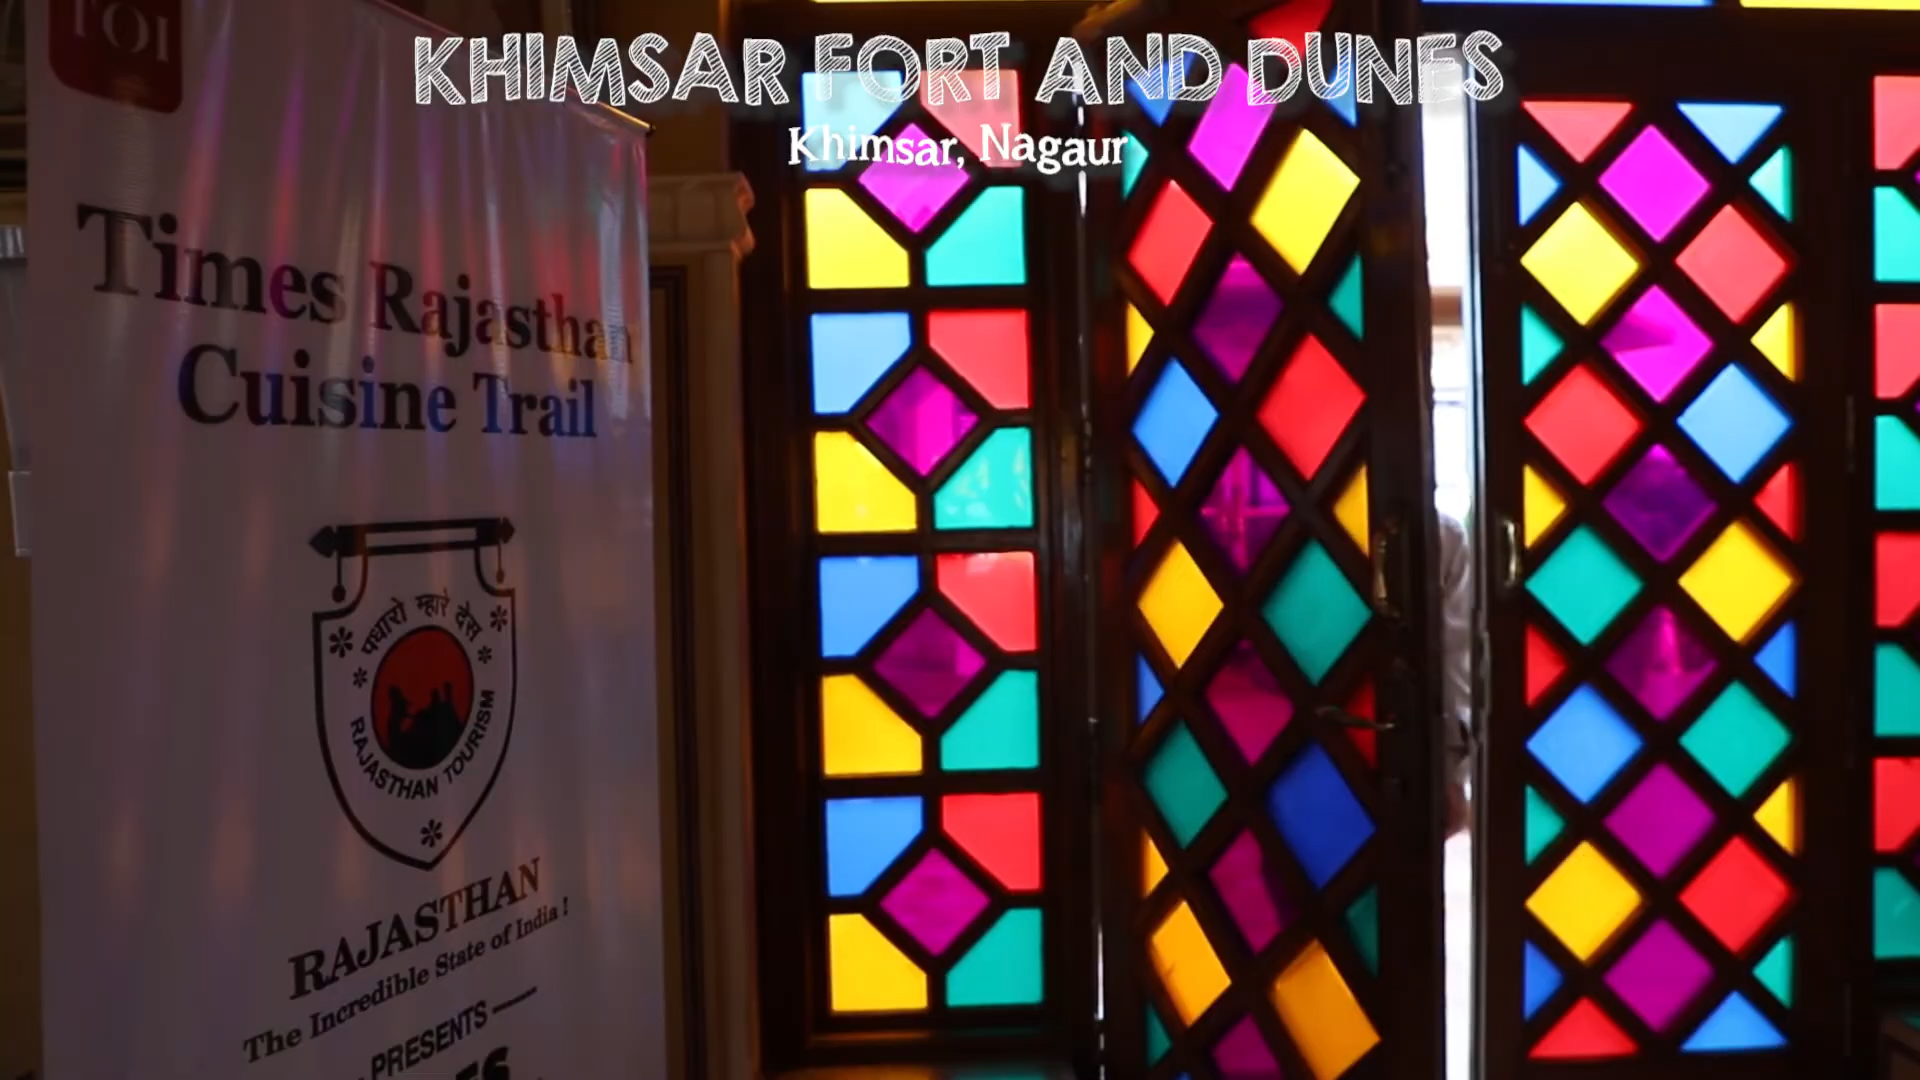 KHIMSAR FORT AND DUNES
Khimsar, Nagaur
TOI
Times Rajasthan
Cuisine Trail
पधारो म्हारे देस
RAJASTHAN TOURISM
RAJASTHAN
The Incredible State of India !
PRESENTS